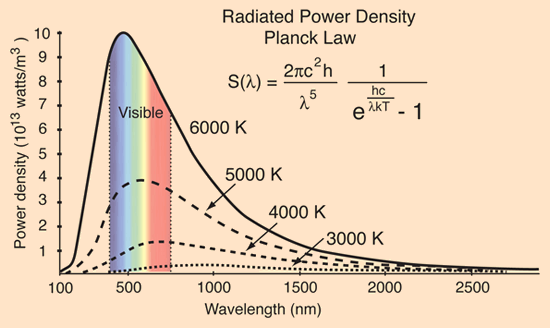 Radiated Power Density
Planck Law
S(λ) = 2πc²h / λ⁵ 1 / e^(hc/λkT) - 1
Power density (10¹³ watts/m³)
10
9
8
7
6
5
4
3
2
1
Visible
6000 K
5000 K
4000 K
3000 K
100 500 1000 1500 2000 2500
Wavelength (nm)